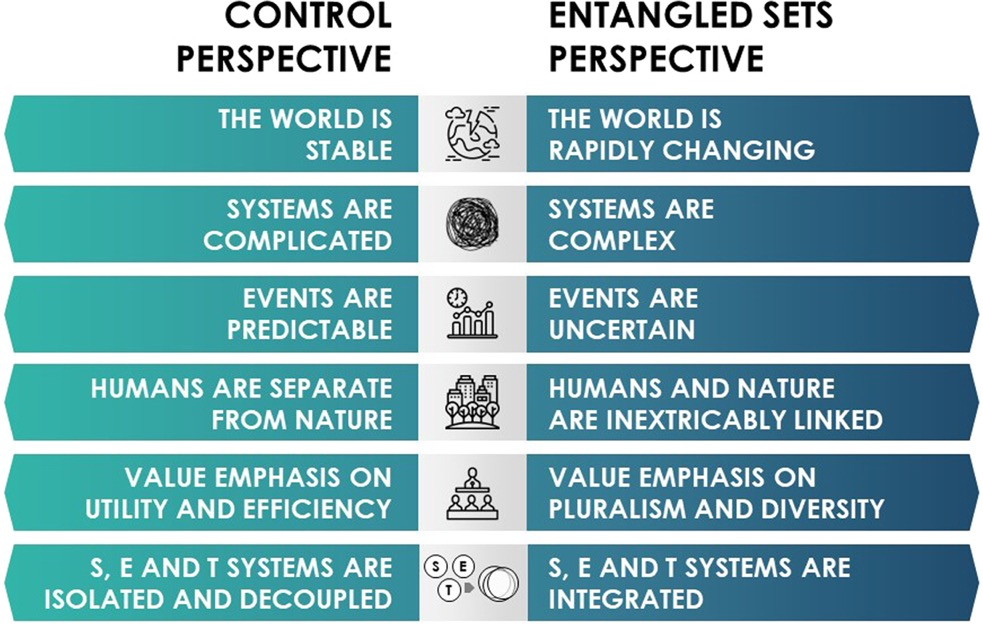 CONTROL
PERSPECTIVE
ENTANGLED SETS
PERSPECTIVE
THE WORLD IS
STABLE
THE WORLD IS
RAPIDLY CHANGING
SYSTEMS ARE
COMPLICATED
SYSTEMS ARE
COMPLEX
EVENTS ARE
PREDICTABLE
EVENTS ARE
UNCERTAIN
HUMANS ARE SEPARATE
FROM NATURE
HUMANS AND NATURE
ARE INEXTRICABLY LINKED
VALUE EMPHASIS ON
UTILITY AND EFFICIENCY
VALUE EMPHASIS ON
PLURALISM AND DIVERSITY
S, E AND T SYSTEMS ARE
ISOLATED AND DECOUPLED
S E
T
S, E AND T SYSTEMS ARE
INTEGRATED